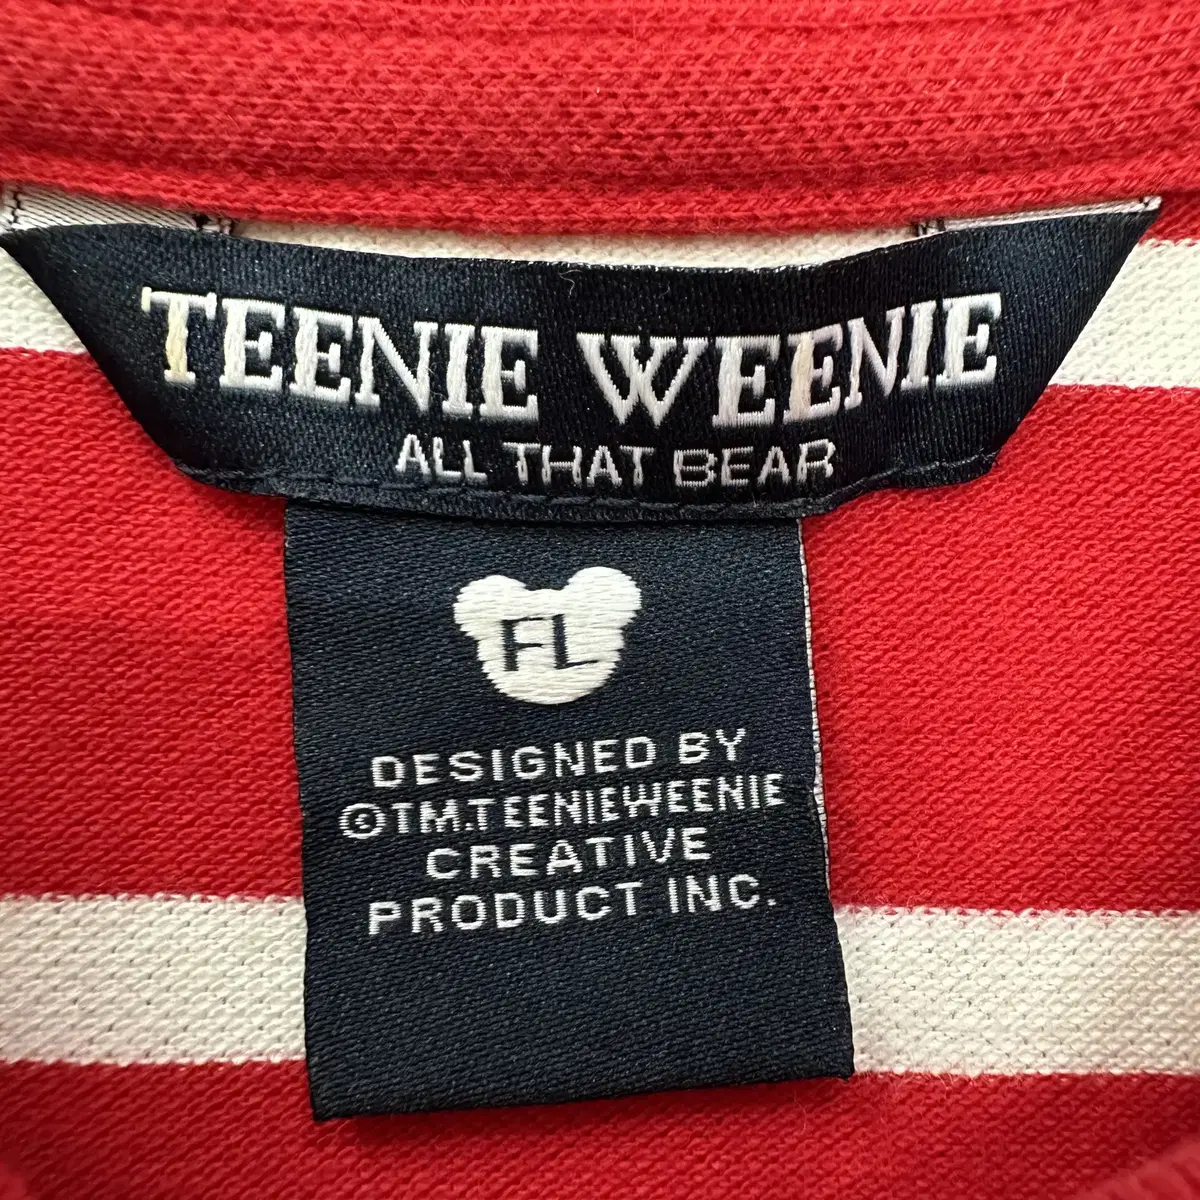 TEENIE WEENIE
ALL THAT BEAR
FL
DESIGNED BY
©TM.TEENIEWEENIE
CREATIVE
PRODUCT INC.